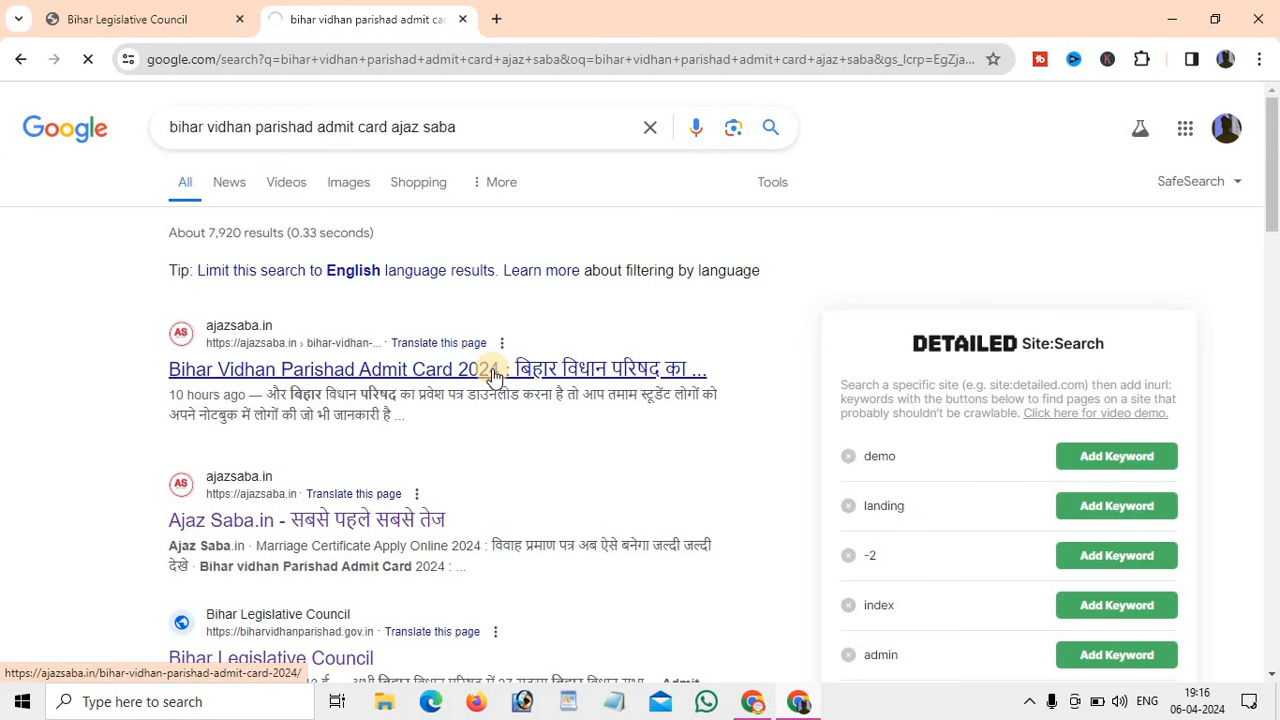 Bihar Legislative Council
bihar vidhan parishad admit car
google.com/search?q=bihar+vidhan+parishad+admit+card+ajaz+saba&oq=bihar+vidhan+parishad+admit+card+ajaz+saba&gs_lcrp=EgZja...
Google
bihar vidhan parishad admit card ajaz saba
All
News
Videos
Images
Shopping
More
Tools
SafeSearch
About 7,920 results (0.33 seconds)
Tip: Limit this search to English language results. Learn more about filtering by language
AS
ajazsaba.in
https://ajazsaba.in › bihar-vidhan-... · Translate this page
Bihar Vidhan Parishad Admit Card 2024 : बिहार विधान परिषद का ...
10 hours ago — और बिहार विधान परिषद का प्रवेश पत्र डाउनलोड करना है तो आप तमाम स्टूडेंट लोगों को
अपने नोटबुक में लोगों की जो भी जानकारी है ...
AS
ajazsaba.in
https://ajazsaba.in · Translate this page
Ajaz Saba.in - सबसे पहले सबसे तेज
Ajaz Saba.in · Marriage Certificate Apply Online 2024 : विवाह प्रमाण पत्र अब ऐसे बनेगा जल्दी जल्दी
देखे · Bihar vidhan Parishad Admit Card 2024 : ...
Bihar Legislative Council
https://biharvidhanparishad.gov.in · Translate this page
Bihar Legislative Council
DETAILED Site:Search
Search a specific site (e.g. site:detailed.com) then add inurl:
keywords with the buttons below to find pages on a site that
probably shouldn't be crawlable. Click here for video demo.
demo
Add Keyword
landing
Add Keyword
-2
Add Keyword
index
Add Keyword
admin
Add Keyword
https://ajazsaba.in/bihar-vidhan-parishad-admit-card-2024/
Type here to search
ENG
19:16
06-04-2024